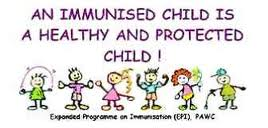 AN IMMUNISED CHILD IS
A HEALTHY AND PROTECTED
CHILD !
Expanded Programme on Immunisation (EPI), PAWC